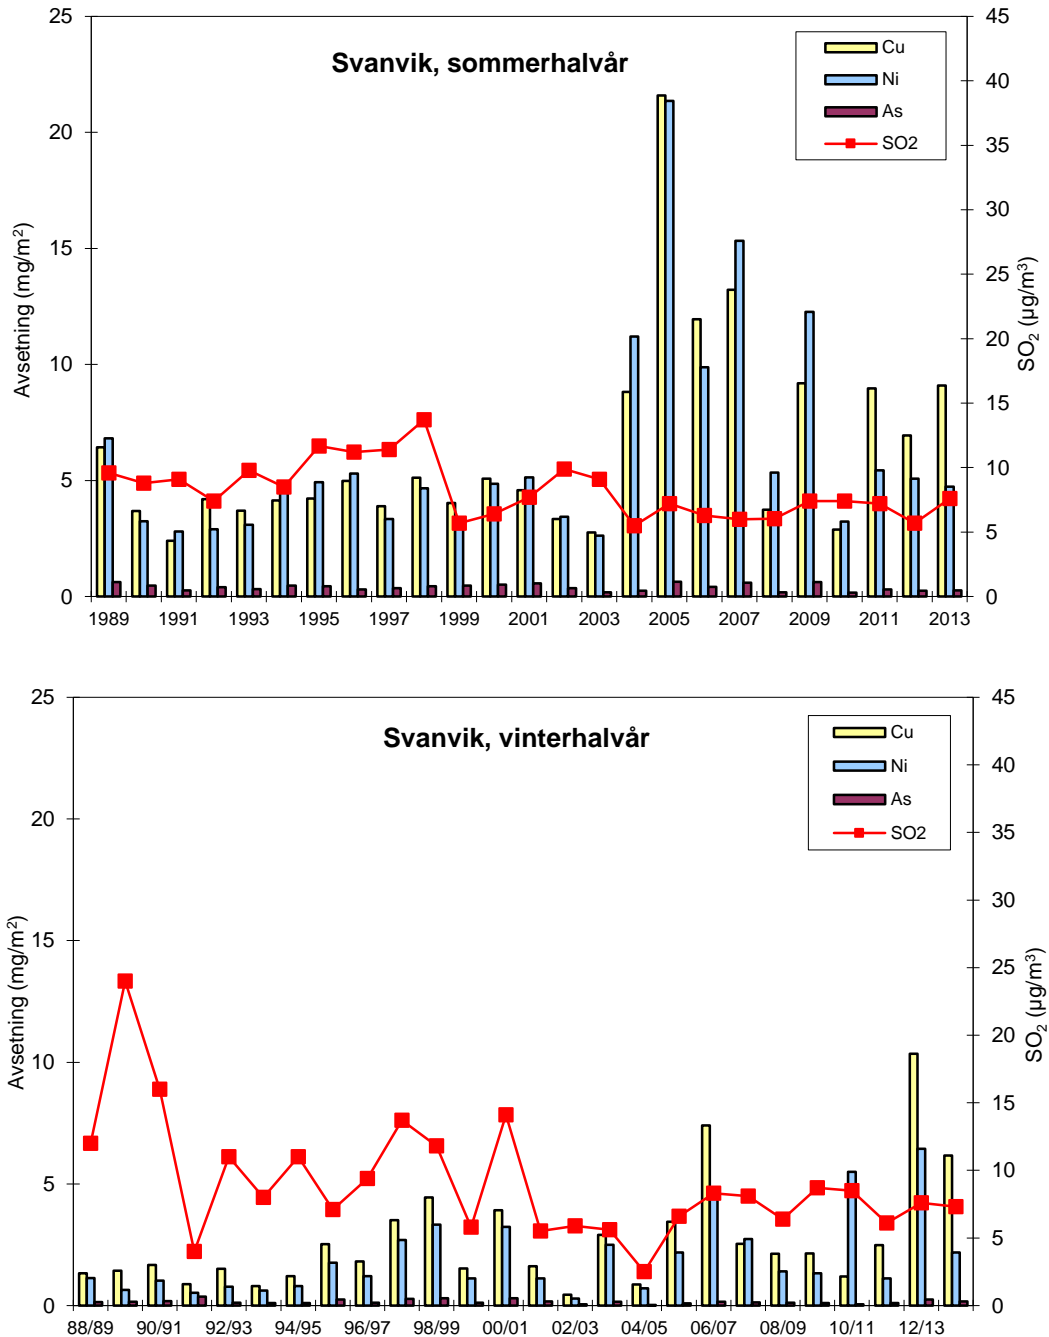 Svanvik, sommerhalvår
Cu
Ni
As
SO2
Avsetning (mg/m²)
25
20
15
10
5
0
SO₂ (µg/m³)
45
40
35
30
25
20
15
10
5
0
1989 1991 1993 1995 1997 1999 2001 2003 2005 2007 2009 2011 2013
Svanvik, vinterhalvår
Cu
Ni
As
SO2
Avsetning (mg/m²)
25
20
15
10
5
0
SO₂ (µg/m³)
45
40
35
30
25
20
15
10
5
0
88/89 90/91 92/93 94/95 96/97 98/99 00/01 02/03 04/05 06/07 08/09 10/11 12/13